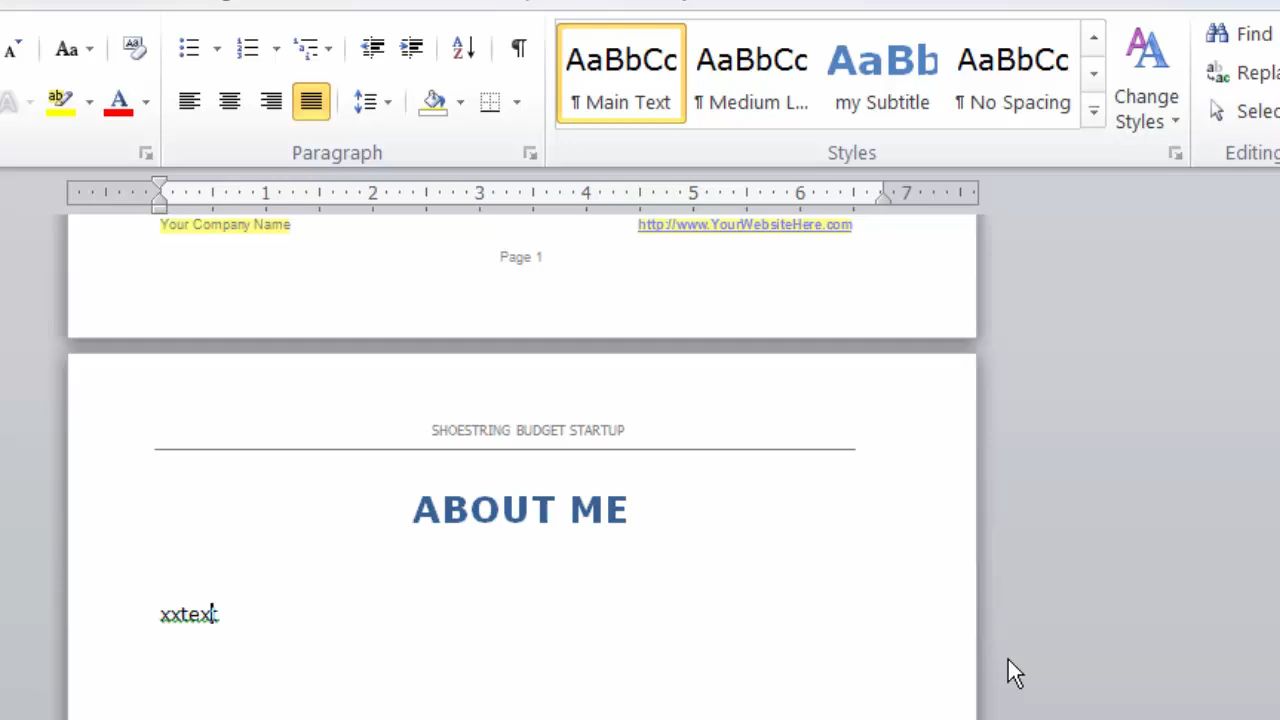 Aa
Find
ab ac Repla
A
AaBbCc AaBbCc AaBb AaBbCc
¶ Main Text ¶ Medium L... my Subtitle ¶ No Spacing
Change
Styles
Selec
Paragraph Styles Editing
1 2 3 4 5 6 7
Your Company Name http://www.YourWebsiteHere.com
Page 1
SHOESTRING BUDGET STARTUP
ABOUT ME
xxtext